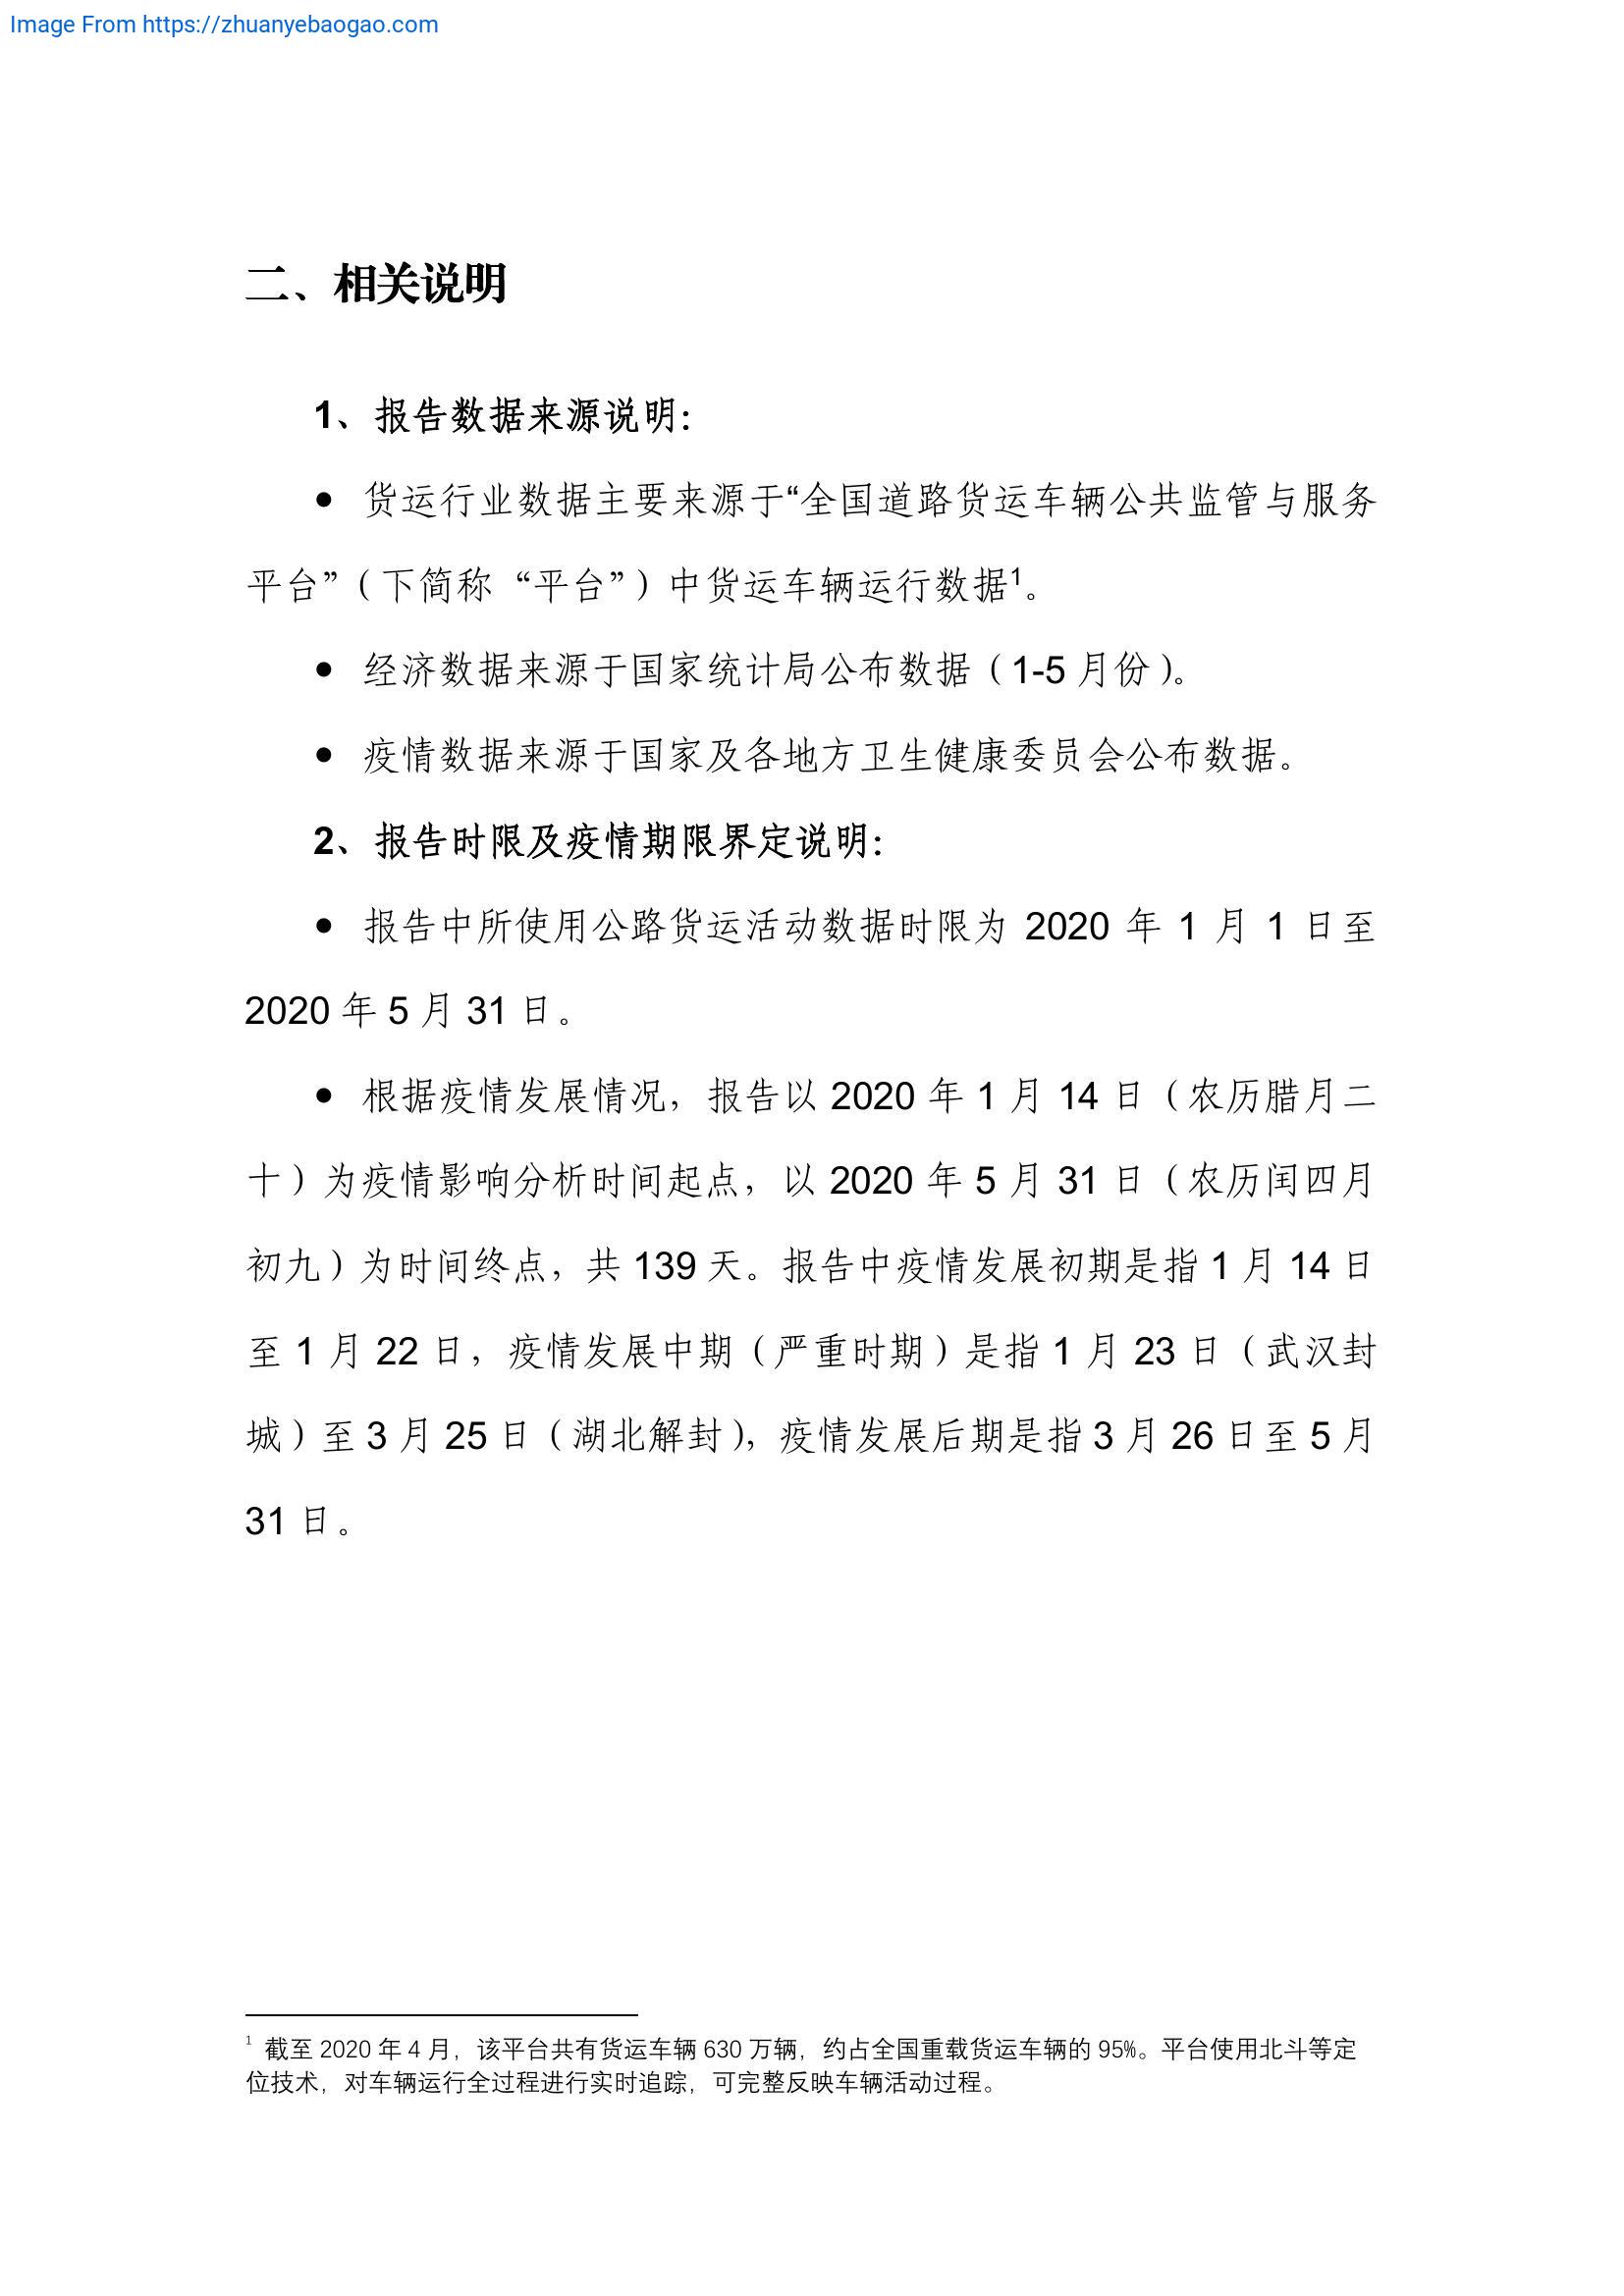 Image From https://zhuanyebaogao.com
二、相关说明
1、报告数据来源说明：
● 货运行业数据主要来源于“全国道路货运车辆公共监管与服务
平台”（下简称“平台”）中货运车辆运行数据1。
● 经济数据来源于国家统计局公布数据（1-5 月份）。
● 疫情数据来源于国家及各地方卫生健康委员会公布数据。
2、报告时限及疫情期限界定说明：
● 报告中所使用公路货运活动数据时限为 2020 年 1 月 1 日至
2020 年 5 月 31 日。
● 根据疫情发展情况，报告以 2020 年 1 月 14 日（农历腊月二
十）为疫情影响分析时间起点，以 2020 年 5 月 31 日（农历闰四月
初九）为时间终点，共 139 天。报告中疫情发展初期是指 1 月 14 日
至 1 月 22 日，疫情发展中期（严重时期）是指 1 月 23 日（武汉封
城）至 3 月 25 日（湖北解封），疫情发展后期是指 3 月 26 日至 5 月
31 日。
1 截至 2020 年 4 月，该平台共有货运车辆 630 万辆，约占全国重载货运车辆的 95%。平台使用北斗等定
位技术，对车辆运行全过程进行实时追踪，可完整反映车辆活动过程。